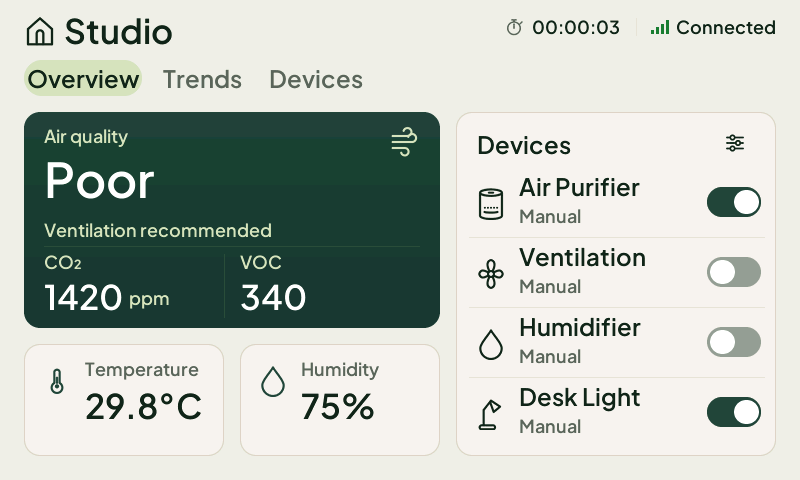 Studio
00:00:03
Connected
Overview
Trends
Devices
Air quality
Poor
Ventilation recommended
CO₂
1420 ppm
VOC
340
Temperature
29.8°C
Humidity
75%
Devices
Air Purifier
Manual
Ventilation
Manual
Humidifier
Manual
Desk Light
Manual